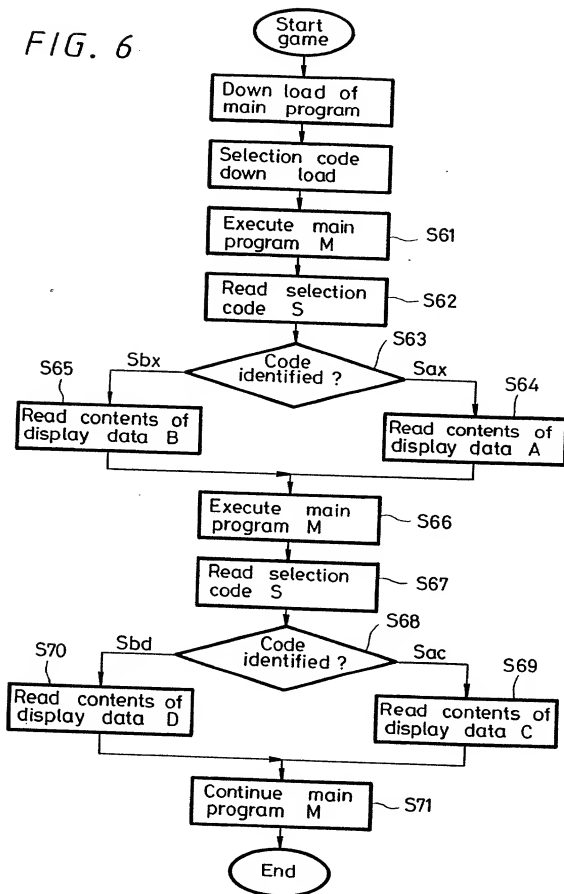 FIG. 6
Start
game
Down load of
main program
Selection code
down load
Execute main
program M
S61
Read selection
code S
S62
S63
Code
identified ?
Sbx
Sax
S65
S64
Read contents of
display data B
Read contents of
display data A
Execute main
program M
S66
Read selection
code S
S67
S68
Code
identified ?
Sbd
Sac
S70
S69
Read contents of
display data D
Read contents of
display data C
Continue main
program M
S71
End